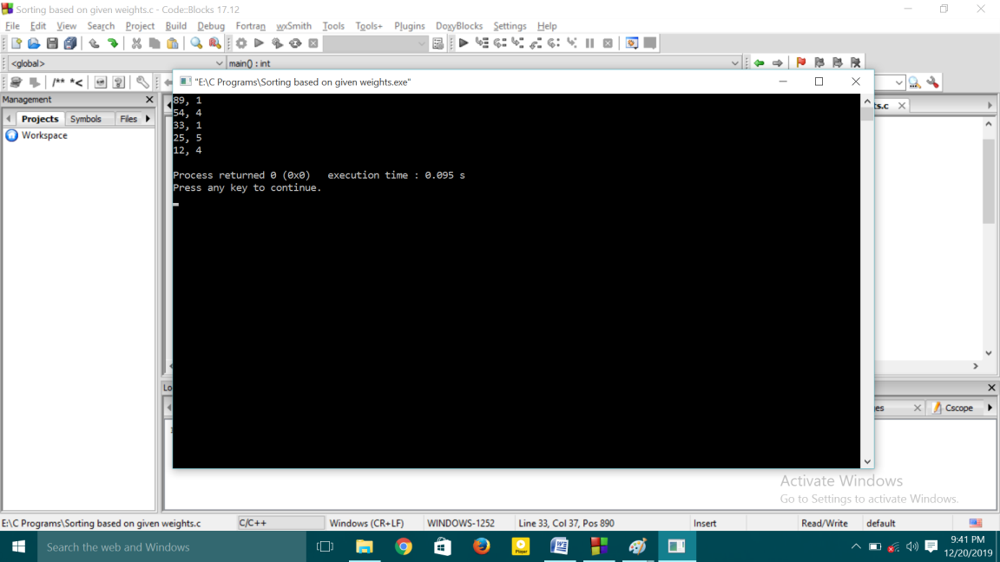 Sorting based on given weights.c - Code::Blocks 17.12
File Edit View Search Project Build Debug Fortran wxSmith Tools Tools+ Plugins DoxyBlocks Settings Help
<global> main() : int
/** *<
"E:\C Programs\Sorting based on given weights.exe"
Management
ts.c
Projects Symbols Files
Workspace
89, 1
54, 4
33, 1
25, 5
12, 4
Process returned 0 (0x0) execution time : 0.095 s
Press any key to continue.
Lo
es Cscope
Activate Windows
Go to Settings to activate Windows.
E:\C Programs\Sorting based on given weights.c C/C++ Windows (CR+LF) WINDOWS-1252 Line 33, Col 37, Pos 890 Insert Read/Write default
Search the web and Windows
Player
9:41 PM
12/20/2019